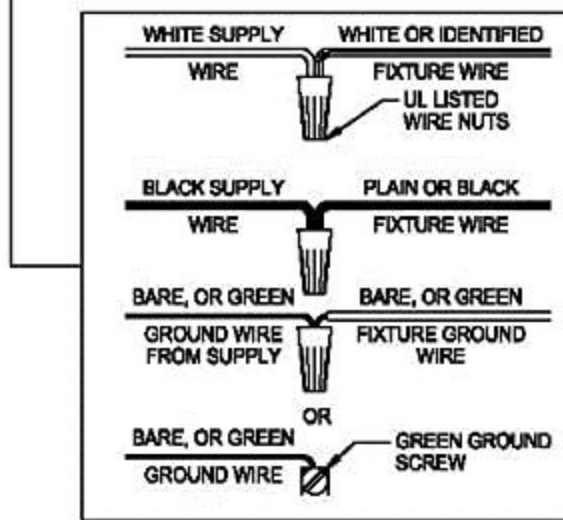 WHITE SUPPLY WHITE OR IDENTIFIED
WIRE FIXTURE WIRE
UL LISTED
WIRE NUTS
BLACK SUPPLY PLAIN OR BLACK
WIRE FIXTURE WIRE
BARE, OR GREEN BARE, OR GREEN
GROUND WIRE FIXTURE GROUND
FROM SUPPLY WIRE
OR
BARE, OR GREEN GREEN GROUND
GROUND WIRE SCREW